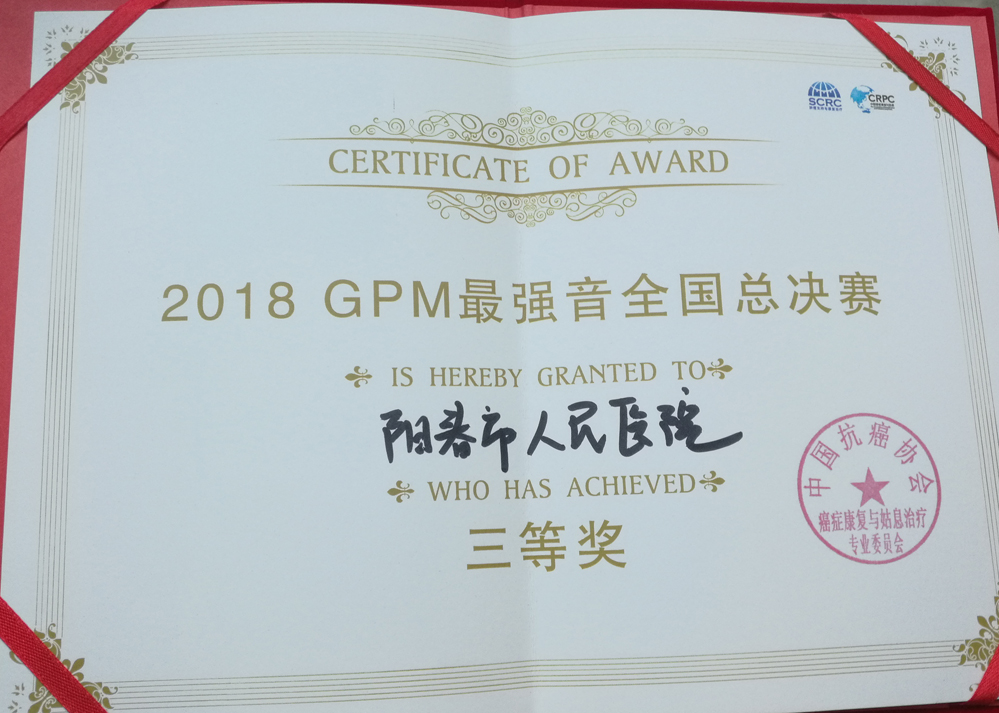 SCRC
CRPC
CERTIFICATE OF AWARD
2018 GPM最强音全国总决赛
IS HEREBY GRANTED TO
阳春市人民医院
WHO HAS ACHIEVED
三等奖
中国抗癌协会
癌症康复与姑息治疗
专业委员会